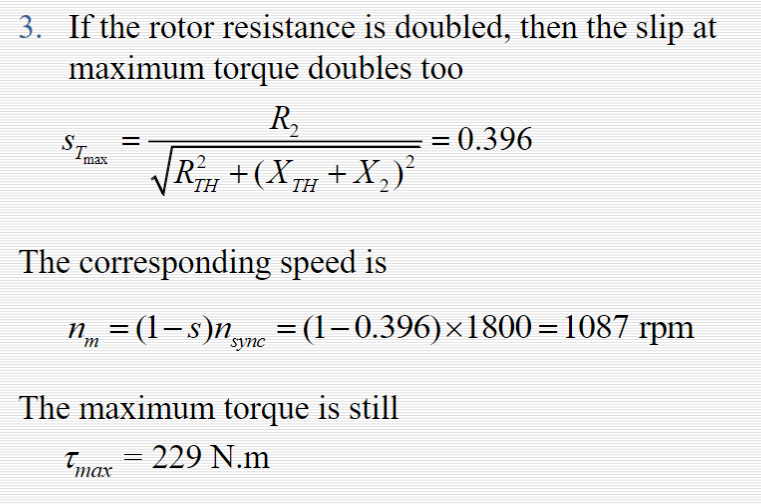 3. If the rotor resistance is doubled, then the slip at
maximum torque doubles too
s_{T_{max}} = \frac{R_2}{\sqrt{R_{TH}^2 + (X_{TH} + X_2)^2}} = 0.396
The corresponding speed is
n_m = (1 − s)n_{sync} = (1 − 0.396) × 1800 = 1087 rpm
The maximum torque is still
τ_{max} = 229 N.m